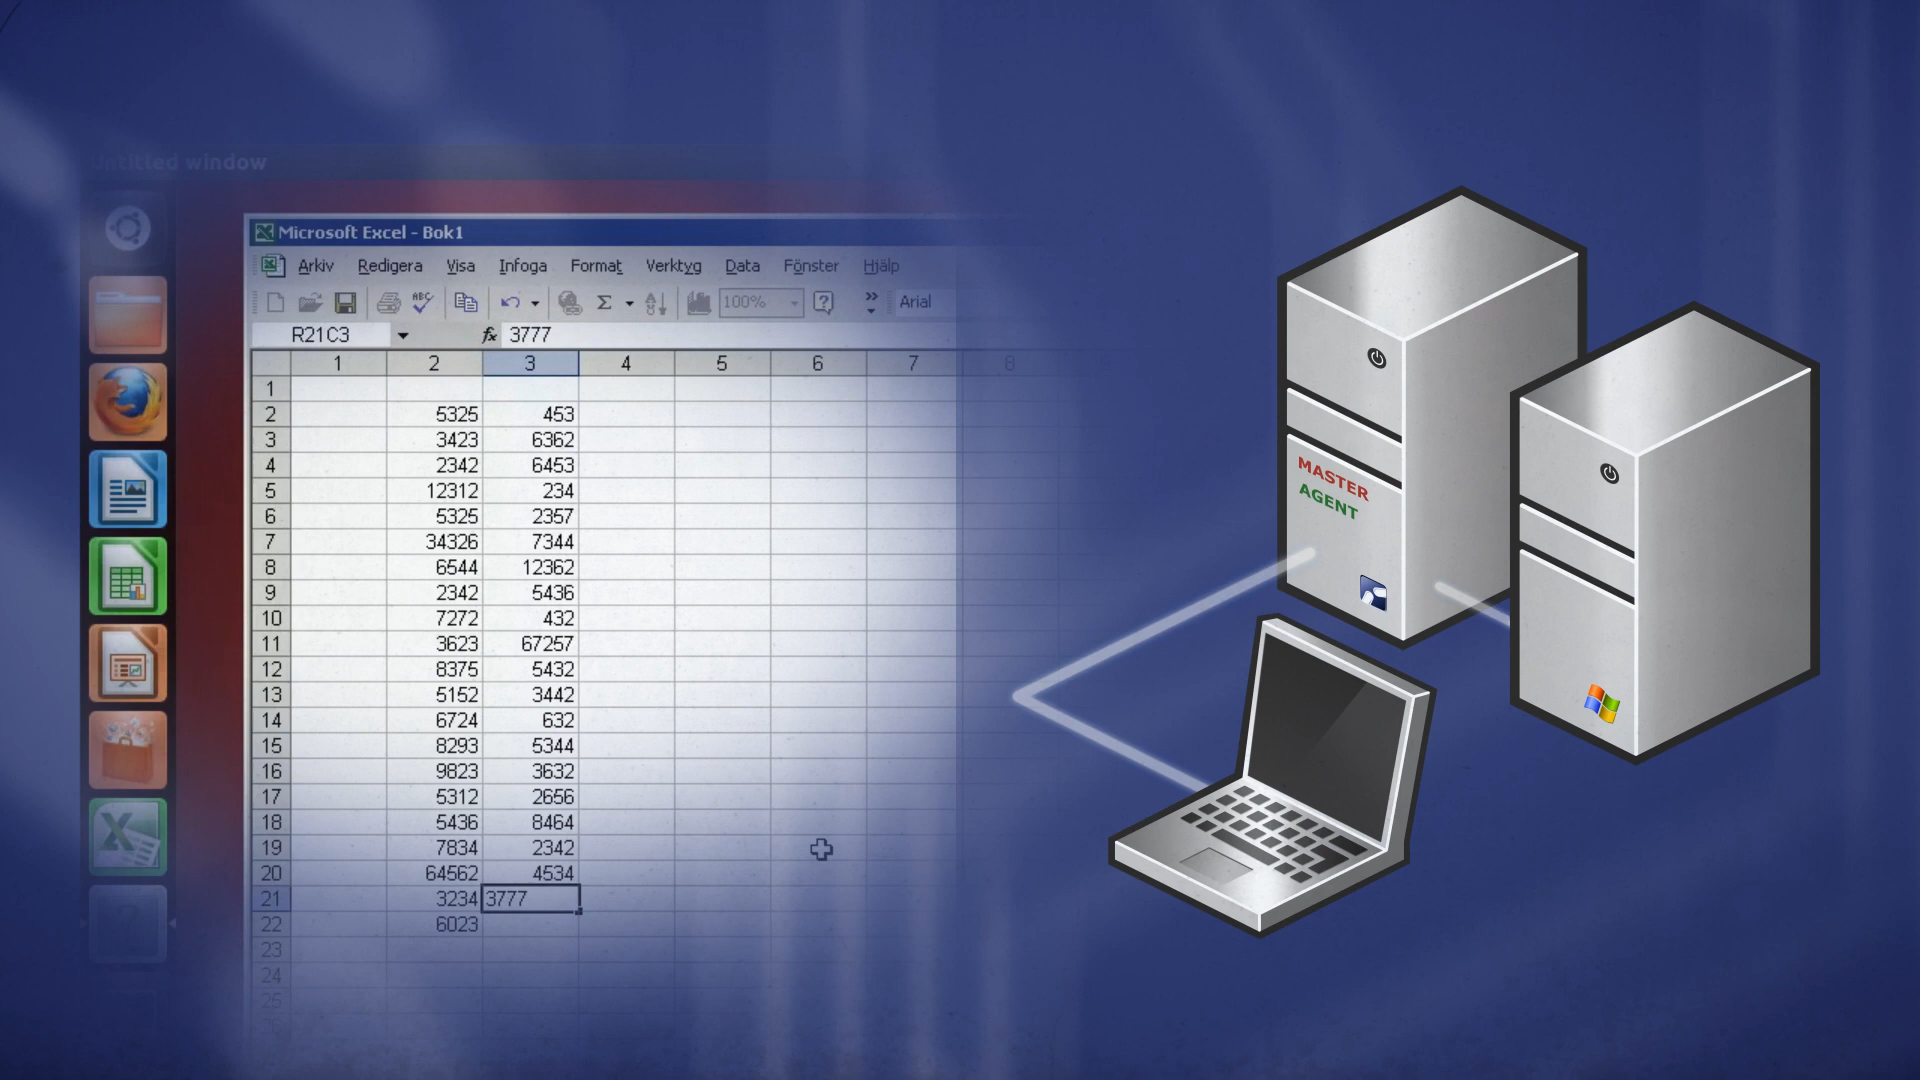 Untitled window
Microsoft Excel - Bok1
Arkiv Redigera Visa Infoga Format Verktyg Data Fönster Hjälp
ABC Σ 100% ? » Arial
R21C3 fx 3777
1 2 3 4 5 6 7 8
1
2 5325 453
3 3423 6362
4 2342 6453
5 12312 234
6 5325 2357
7 34326 7344
8 6544 12362
9 2342 5436
10 7272 432
11 3623 67257
12 8375 5432
13 5152 3442
14 6724 632
15 8293 5344
16 9823 3632
17 5312 2656
18 5436 8464
19 7834 2342
20 64562 4534
21 3234 3777
22 6023
23
24
25
MASTER
AGENT